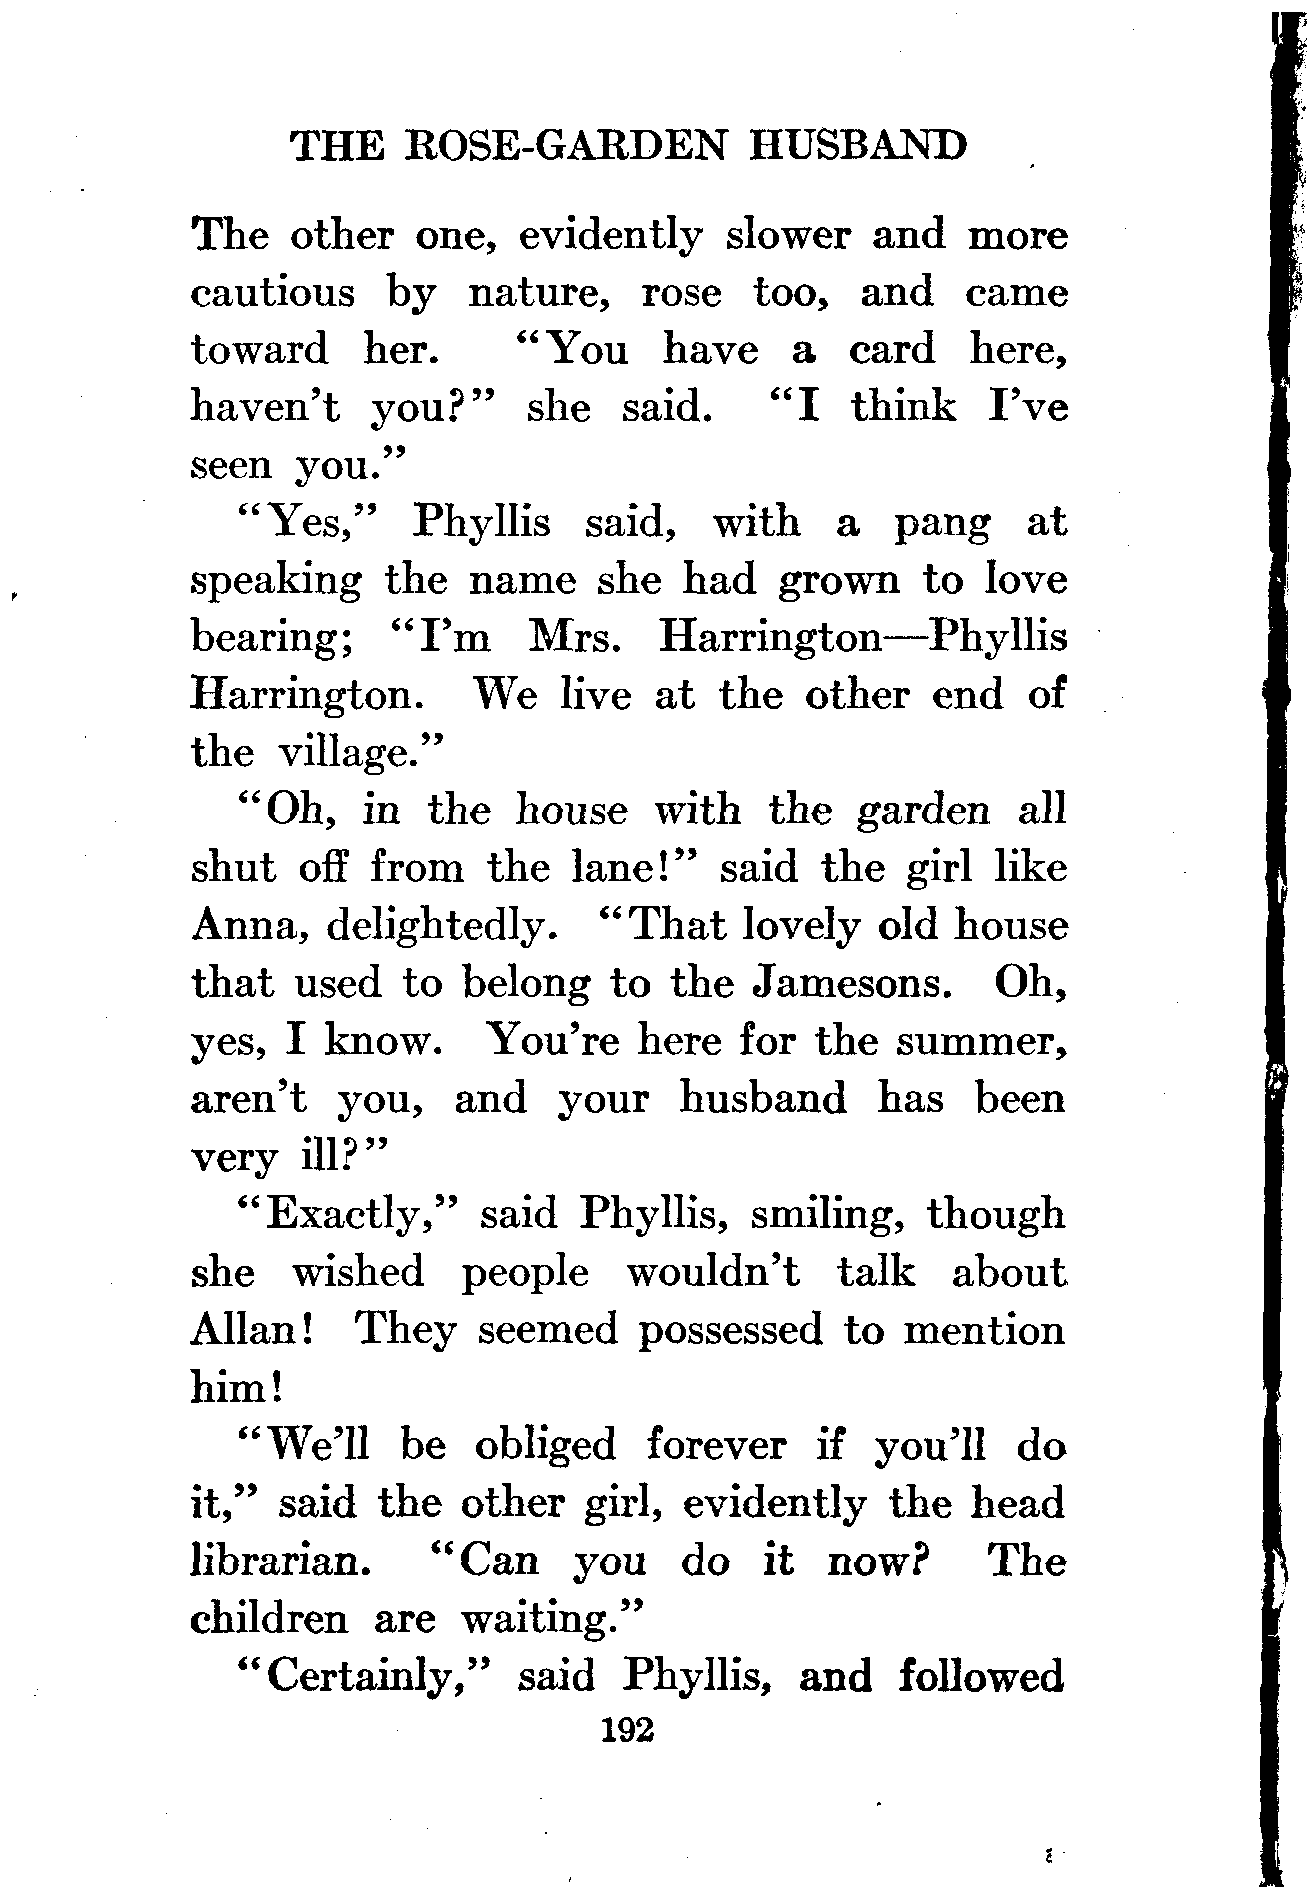 THE ROSE-GARDEN HUSBAND
The other one, evidently slower and more
cautious by nature, rose too, and came
toward her. "You have a card here,
haven't you?" she said. "I think I've
seen you."
"Yes," Phyllis said, with a pang at
speaking the name she had grown to love
bearing; "I'm Mrs. Harrington—Phyllis
Harrington. We live at the other end of
the village."
"Oh, in the house with the garden all
shut off from the lane!" said the girl like
Anna, delightedly. "That lovely old house
that used to belong to the Jamesons. Oh,
yes, I know. You're here for the summer,
aren't you, and your husband has been
very ill?"
"Exactly," said Phyllis, smiling, though
she wished people wouldn't talk about
Allan! They seemed possessed to mention
him!
"We'll be obliged forever if you'll do
it," said the other girl, evidently the head
librarian. "Can you do it now? The
children are waiting."
"Certainly," said Phyllis, and followed
192